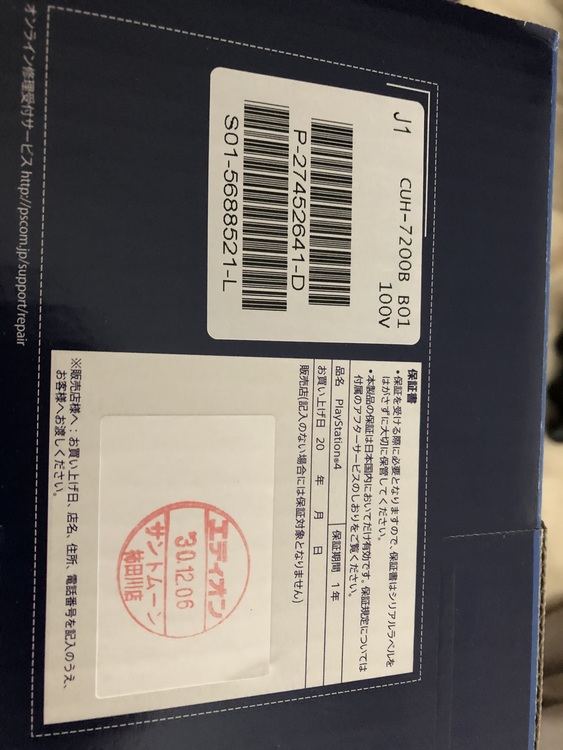 J1
CUH-7200B B01
100V
P-27452641-D
S01-5688521-L
保証書
•保証を受ける際に必要となりますので、保証書はシリアルラベルを
はがさずに大切に保管してください。
•本製品の保証は日本国内においてだけ有効です。保証規定については
付属のアフターサービスのしおりをご覧ください。
品名 PlayStation®4 保証期間 1年
お買い上げ日 20 年 月 日
販売店(記入のない場合には保証対象となりません)
エディオン
30.12.06
サントムーン
柿田川店
※販売店様へ:お買い上げ日、店名、住所、電話番号を記入のうえ、
お客様へお渡しください。
オンライン修理受付サービス http://pscom.jp/support/repair